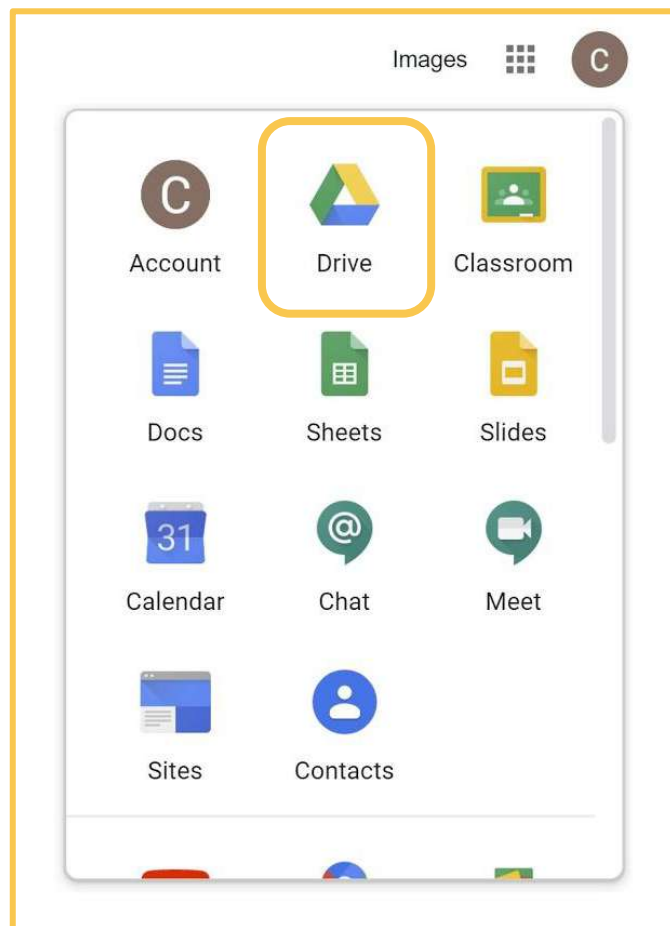 Images C
C
Account Drive Classroom
Docs Sheets Slides
31 @
Calendar Chat Meet
Sites Contacts